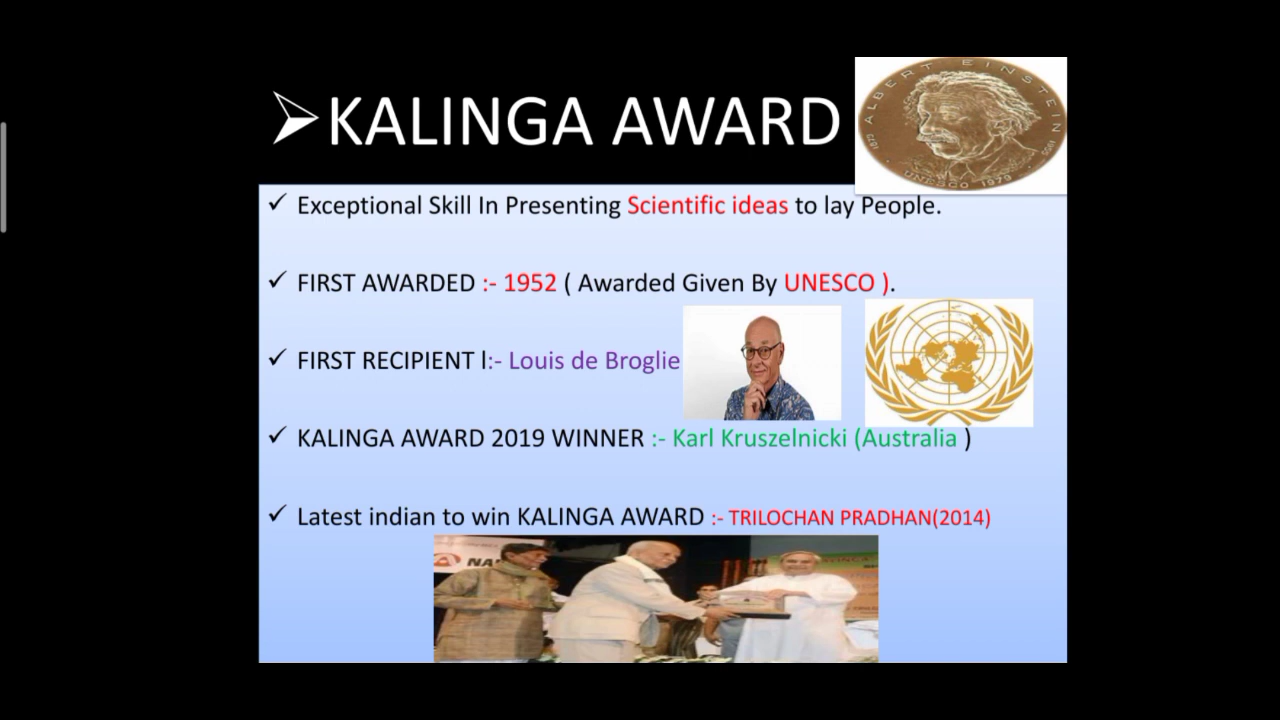 KALINGA AWARD
ALBERT EINSTEIN
UNESCO 1979
Exceptional Skill In Presenting Scientific ideas to lay People.
FIRST AWARDED :- 1952 ( Awarded Given By UNESCO ).
FIRST RECIPIENT l:- Louis de Broglie
KALINGA AWARD 2019 WINNER :- Karl Kruszelnicki (Australia )
Latest indian to win KALINGA AWARD :- TRILOCHAN PRADHAN(2014)